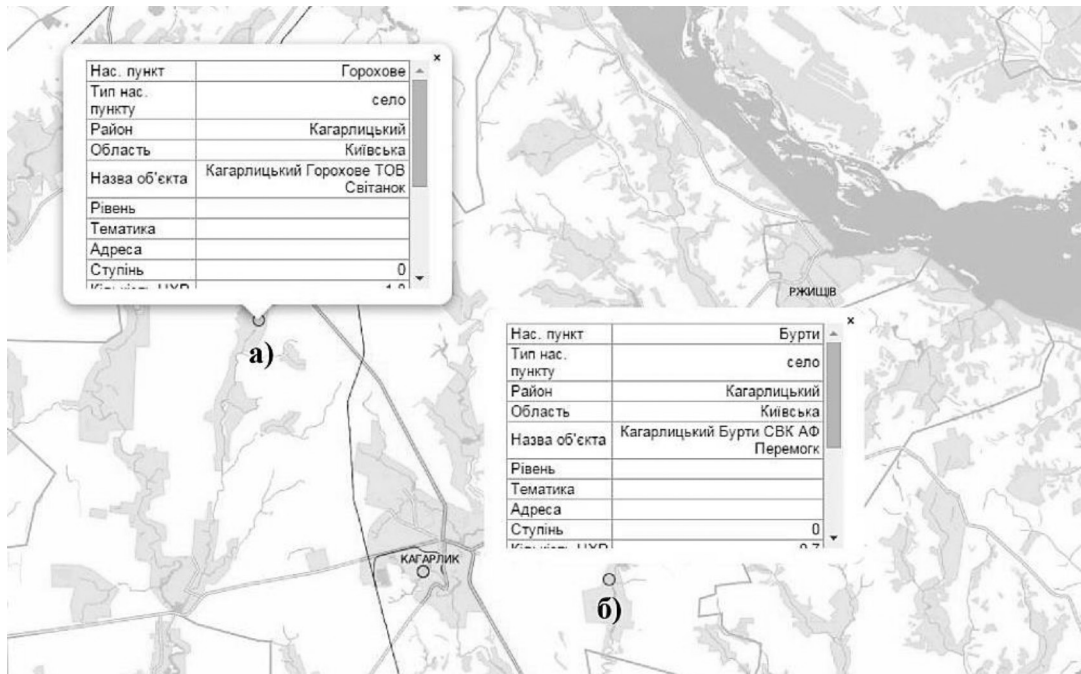 ×
Нас. пункт Горохове
Тип нас. пункту село
Район Кагарлицький
Область Київська
Назва об'єкта Кагарлицький Горохове ТОВ Світанок
Рівень
Тематика
Адреса
Ступінь 0
а)
РЖИЩІВ
×
Нас. пункт Бурти
Тип нас. пункту село
Район Кагарлицький
Область Київська
Назва об'єкта Кагарлицький Бурти СВК АФ Перемогк
Рівень
Тематика
Адреса
Ступінь 0
КАГАРЛИК
б)